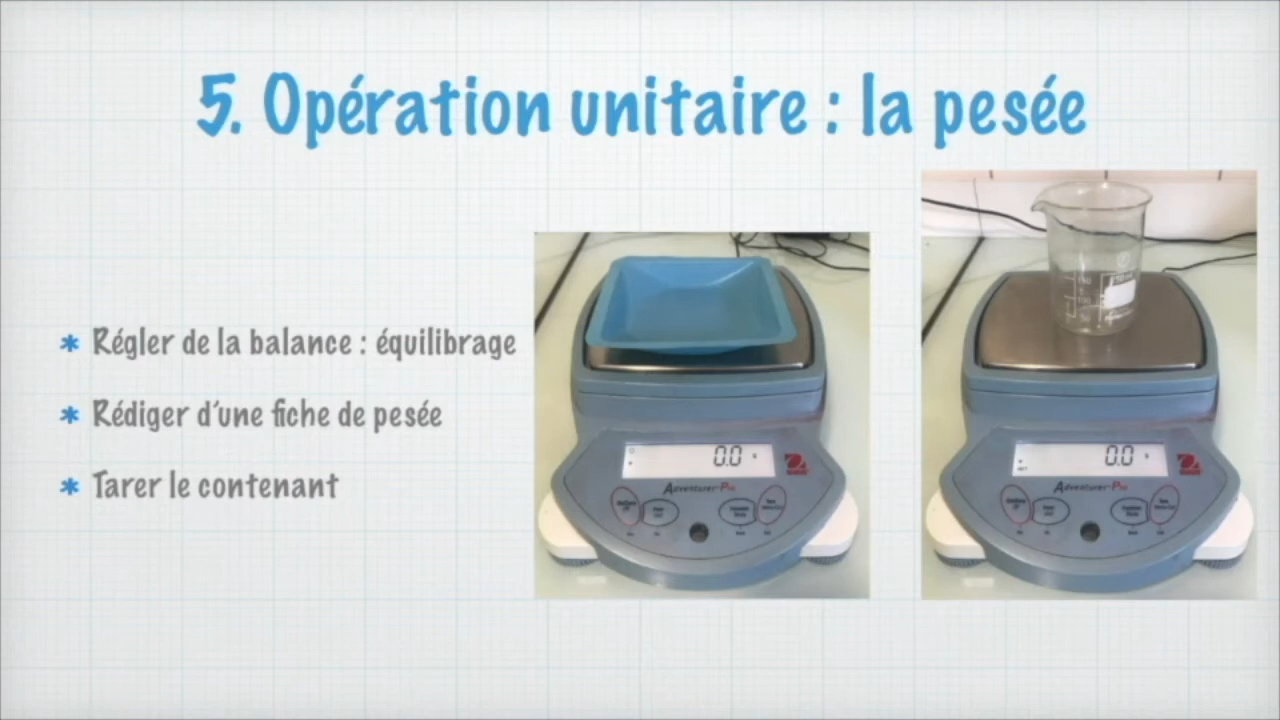 5. Opération unitaire : la pesée
* Régler de la balance : équilibrage
* Rédiger d'une fiche de pesée
* Tarer le contenant
0.0 g
Adventurer-Pro
0.0 g
Adventurer-Pro